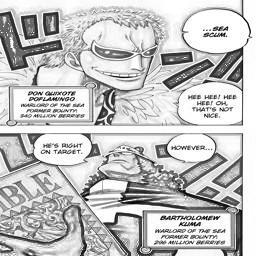 ...SEA
SCUM.
DON QUIXOTE
DOFLAMINGO
WARLORD OF THE SEA
FORMER BOUNTY:
340 MILLION BERRIES
HEE HEE! HEE
HEE! OH,
THAT'S NOT
NICE.
HE'S RIGHT
ON TARGET.
HOWEVER...
BIBLE
BARTHOLOMEW
KUMA
WARLORD OF THE SEA
FORMER BOUNTY:
296 MILLION BERRIES